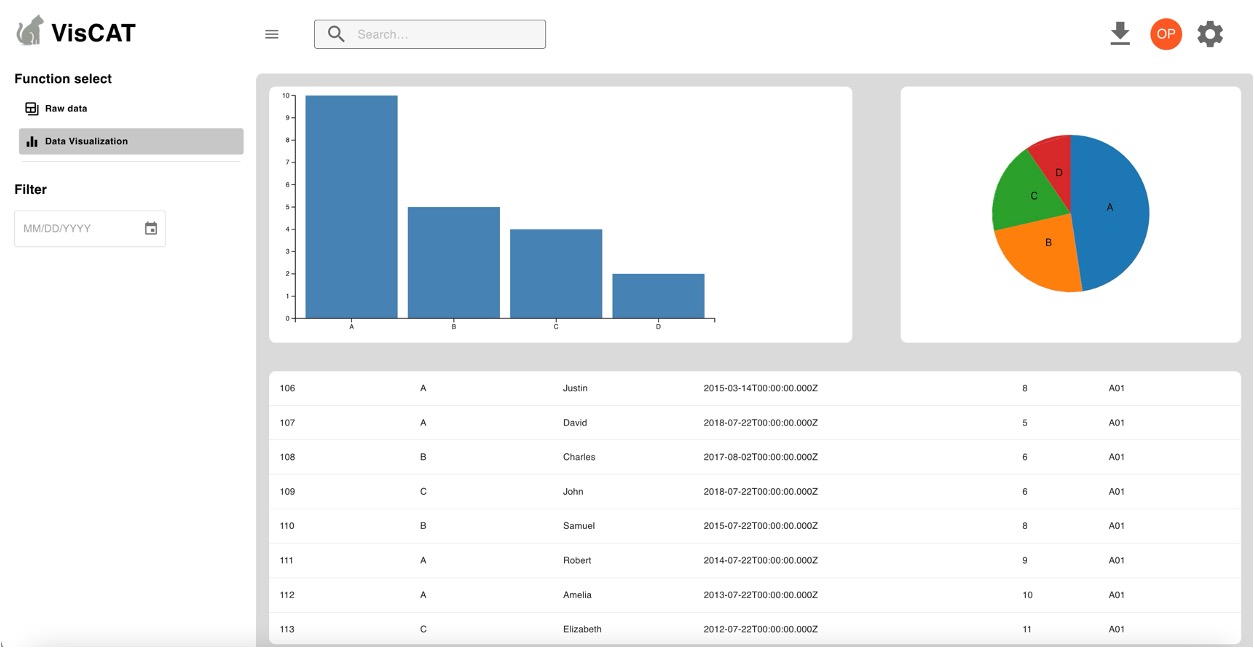 VisCAT
Search…
OP
Function select
Raw data
Data Visualization
Filter
MM/DD/YYYY
10
9
8
7
6
5
4
3
2
1
0
A B C D
A
B
C
D
106 A Justin 2015-03-14T00:00:00.000Z 8 A01
107 A David 2018-07-22T00:00:00.000Z 5 A01
108 B Charles 2017-08-02T00:00:00.000Z 6 A01
109 C John 2018-07-22T00:00:00.000Z 6 A01
110 B Samuel 2015-07-22T00:00:00.000Z 8 A01
111 A Robert 2014-07-22T00:00:00.000Z 9 A01
112 A Amelia 2013-07-22T00:00:00.000Z 10 A01
113 C Elizabeth 2012-07-22T00:00:00.000Z 11 A01